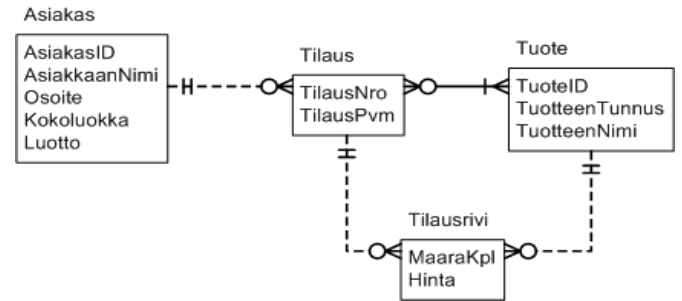 Asiakas
AsiakasID
AsiakkaanNimi
Osoite
Kokoluokka
Luotto
Tilaus
TilausNro
TilausPvm
Tuote
TuoteID
TuotteenTunnus
TuotteenNimi
Tilausrivi
MaaraKpl
Hinta